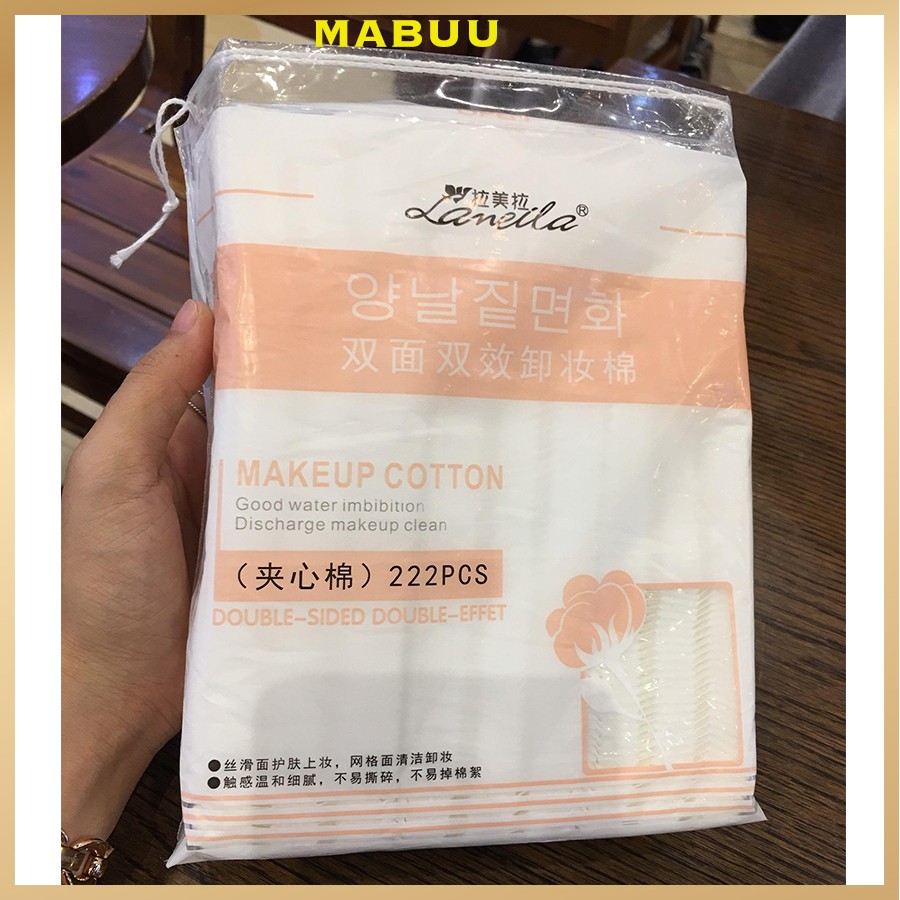 MABUU
拉美拉
Lameila®
양날짙면화
双面双效卸妆棉
MAKEUP COTTON
Good water imbibition
Discharge makeup clean
（夹心棉）222PCS
DOUBLE-SIDED DOUBLE-EFFET
●丝滑面护肤上妆，网格面清洁卸妆
●触感温和细腻，不易撕碎，不易掉棉絮